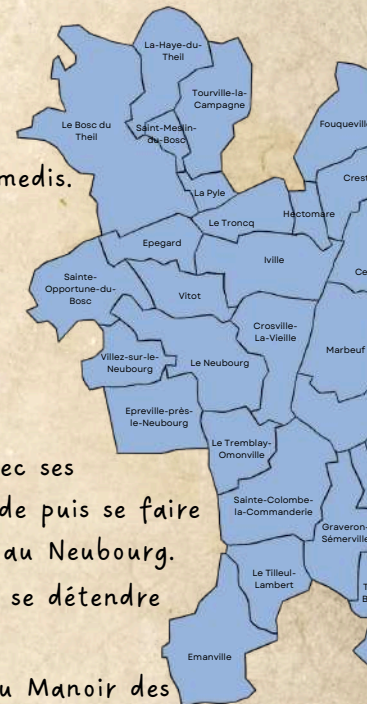 La-Haye-du-
Theil
Tourville-la-
Campagne
Le Bosc du
Theil
Saint-Meslin-
du-Bosc
medis.
La Pyle
Le Troncq
Hectomare
Epegard
Iville
Sainte-
Opportune-du-
Bosc
Vitot
Crosville-
La-Vieille
Marbeuf
Villez-sur-le-
Neubourg
Le Neubourg
Epreville-près-
le-Neubourg
Le Tremblay-
Omonville
ec ses
de puis se faire
au Neubourg.
se détendre
Sainte-Colombe-
la-Commanderie
Graveron-
Sémerville
Le Tilleul-
Lambert
Emanville
u Manoir des